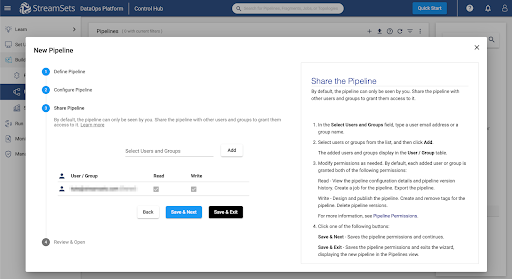 StreamSets DataOps Platform Control Hub
Quick Start
Learn
Pipelines
New Pipeline
1 Define Pipeline
2 Configure Pipeline
3 Share Pipeline
By default, the pipeline can only be seen by you. Share the pipeline with other users and groups to grant them
access to it. Learn more
Select Users and Groups Add
User / Group Read Write
Back Save & Next Save & Exit
4 Review & Open
Share the Pipeline
By default, the pipeline can only be seen by you. Share the pipeline with
other users and groups to grant them access to it.
1. In the Select Users and Groups field, type a user email address or a
group name.
2. Select users or groups from the list, and then click Add.
The added users and groups display in the User / Group table.
3. Modify permissions as needed. By default, each added user or group is
granted both of the following permissions:
Read - View the pipeline configuration details and pipeline version
history. Create a job for the pipeline. Export the pipeline.
Write - Design and publish the pipeline. Create and remove tags for the
pipeline. Delete pipeline versions.
For more information, see Pipeline Permissions.
4. Click one of the following buttons:
Save & Next - Saves the pipeline permissions and continues.
Save & Exit - Saves the pipeline permissions and exits the wizard,
displaying the new pipeline in the Pipelines view.